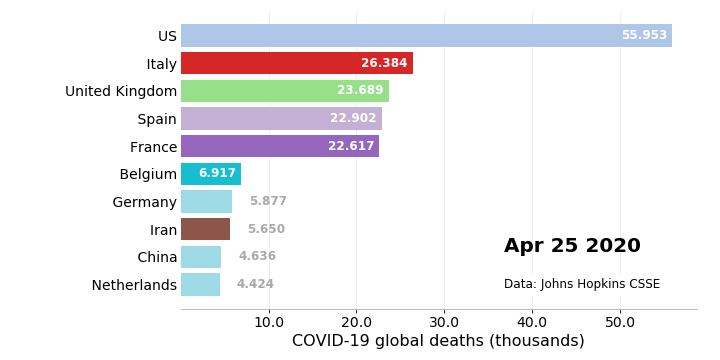 US 55.953
Italy 26.384
United Kingdom 23.689
Spain 22.902
France 22.617
Belgium 6.917
Germany 5.877
Iran 5.650
China 4.636
Netherlands 4.424
Apr 25 2020
Data: Johns Hopkins CSSE
10.0 20.0 30.0 40.0 50.0
COVID-19 global deaths (thousands)